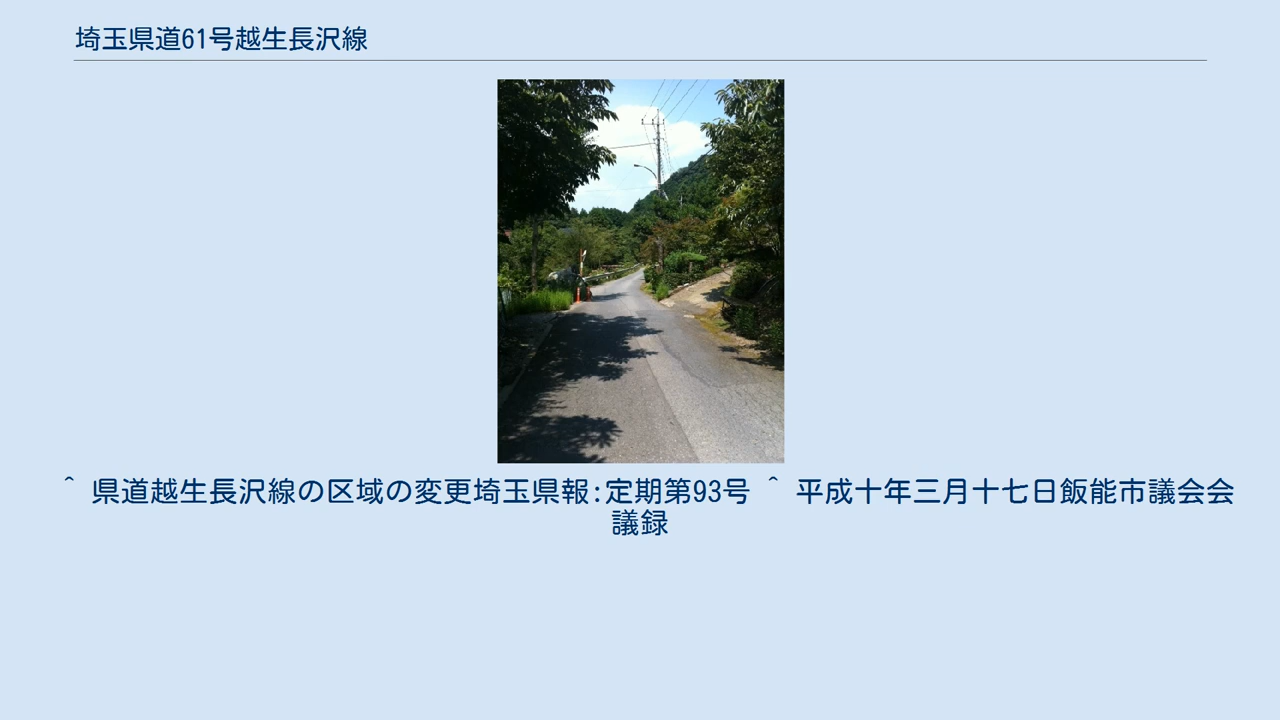 埼玉県道61号越生長沢線
^ 県道越生長沢線の区域の変更埼玉県報:定期第93号 ^ 平成十年三月十七日飯能市議会会
議録